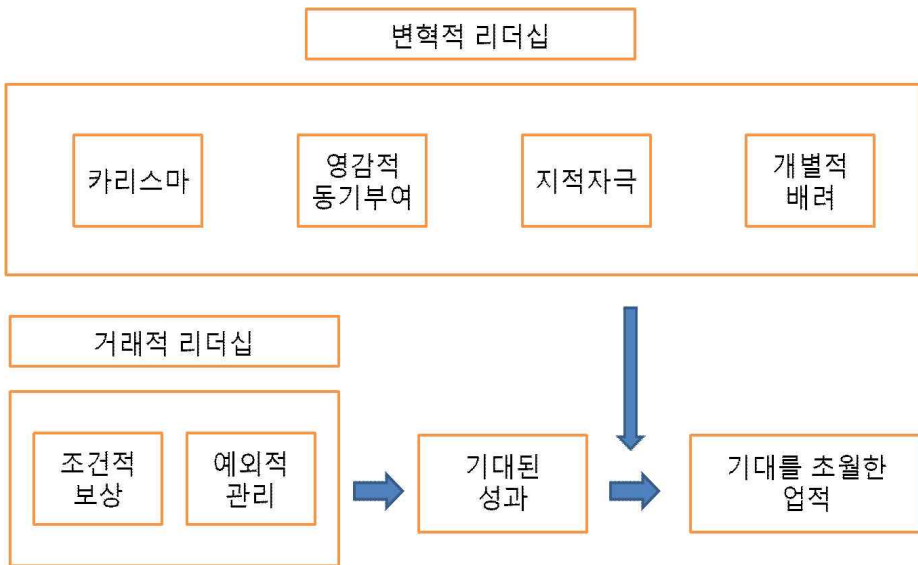 변혁적 리더십
카리스마
영감적
동기부여
지적자극
개별적
배려
거래적 리더십
조건적
보상
예외적
관리
기대된
성과
기대를 초월한
업적